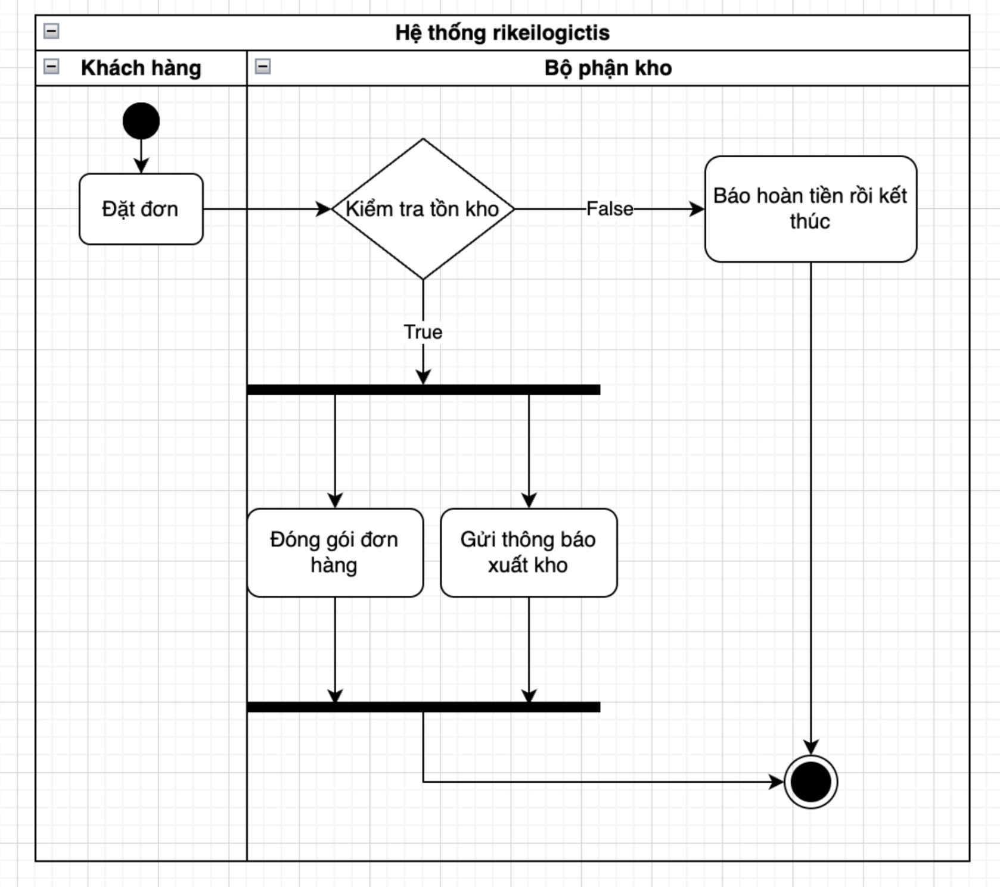 Hệ thống rikeilogictis
Khách hàng
Bộ phận kho
Đặt đơn
Kiểm tra tồn kho
False
Báo hoàn tiền rồi kết
thúc
True
Đóng gói đơn
hàng
Gửi thông báo
xuất kho